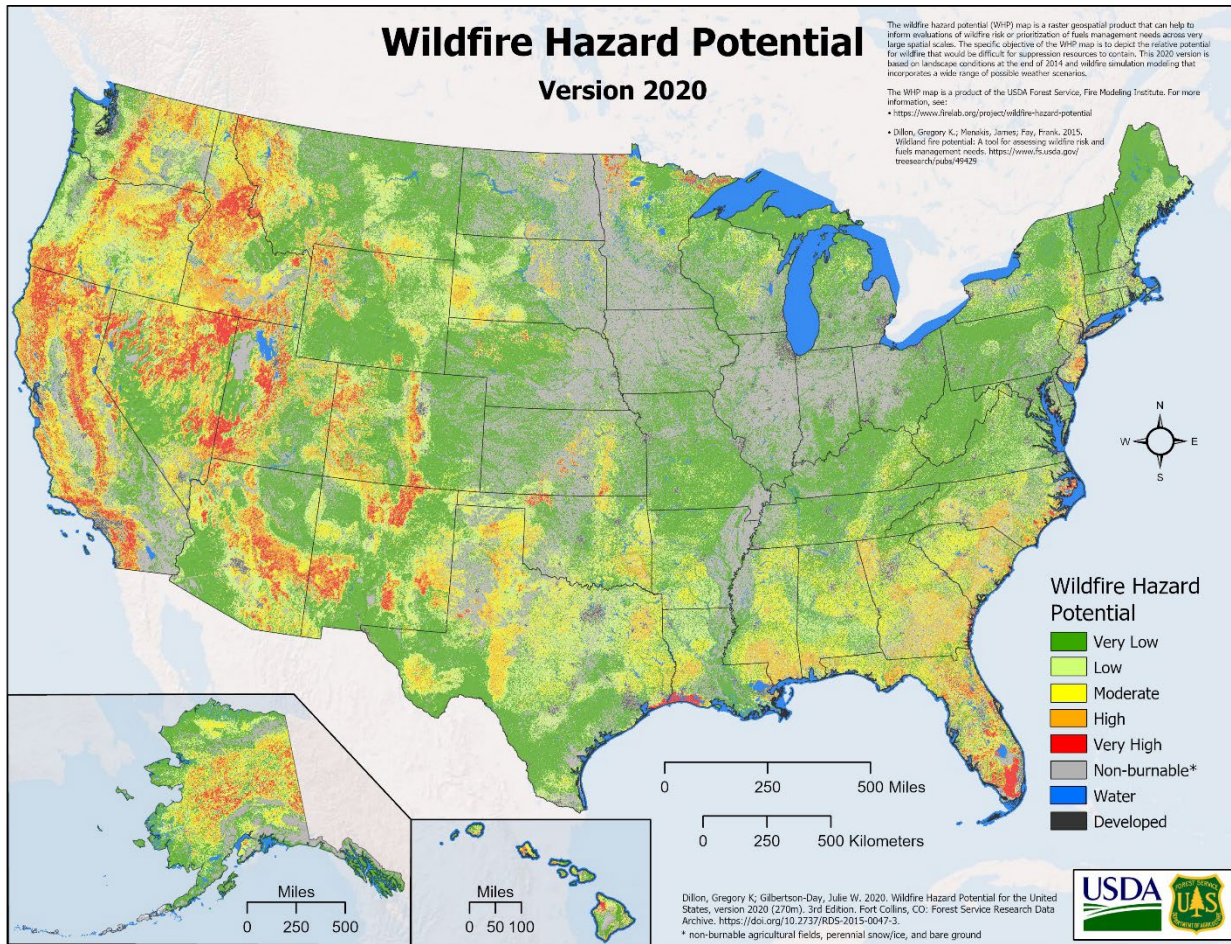 Wildfire Hazard Potential
Version 2020
The wildfire hazard potential (WHP) map is a raster geospatial product that can help to
inform evaluations of wildfire risk or prioritization of fuels management needs across very
large spatial scales. The specific objective of the WHP map is to depict the relative potential
for wildfire that would be difficult for suppression resources to contain. This 2020 version is
based on landscape conditions at the end of 2014 and wildfire simulation modeling that
incorporates a wide range of possible weather scenarios.
The WHP map is a product of the USDA Forest Service, Fire Modeling Institute. For more
information, see:
• https://www.firelab.org/project/wildfire-hazard-potential
• Dillon, Gregory K.; Menakis, James; Fay, Frank. 2015.
Wildland fire potential: A tool for assessing wildfire risk and
fuels management needs. https://www.fs.usda.gov/
treesearch/pubs/49429
N
W E
S
Wildfire Hazard
Potential
Very Low
Low
Moderate
High
Very High
Non-burnable*
Water
Developed
0 250 500 Miles
0 250 500 Kilometers
Miles
0 250 500
Miles
0 50 100
Dillon, Gregory K; Gilbertson-Day, Julie W. 2020. Wildfire Hazard Potential for the United
States, version 2020 (270m). 3rd Edition. Fort Collins, CO: Forest Service Research Data
Archive. https://doi.org/10.2737/RDS-2015-0047-3.
* non-burnable agricultural fields, perennial snow/ice, and bare ground
USDA
FOREST SERVICE
U S
DEPARTMENT OF AGRICULTURE